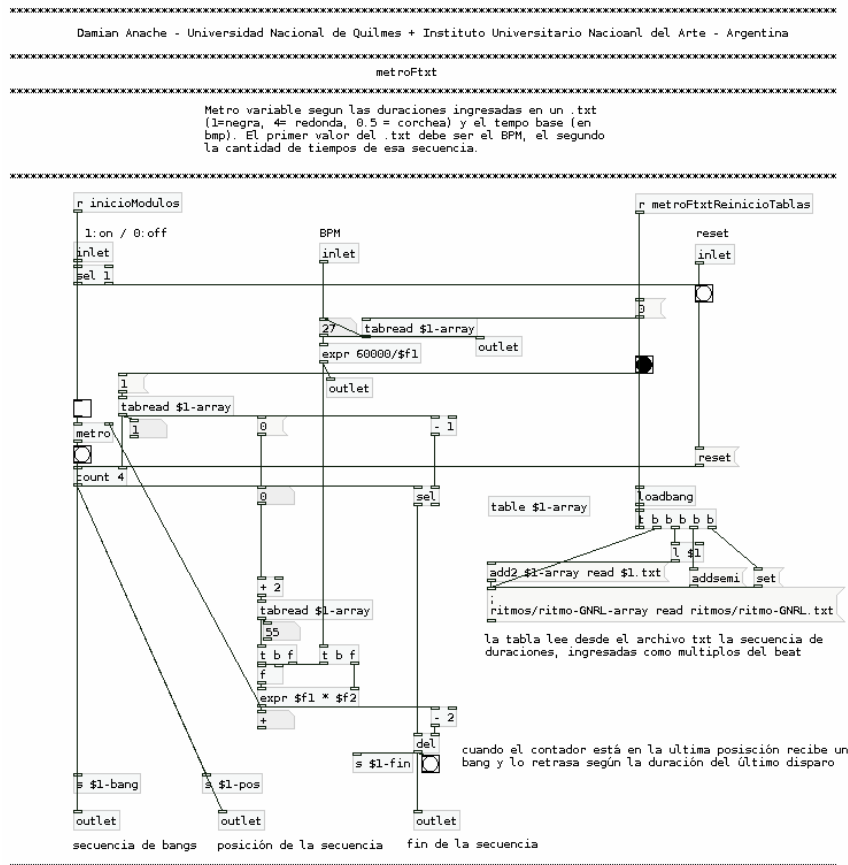 Damian Anache - Universidad Nacional de Quilmes + Instituto Universitario Nacioanl del Arte - Argentina
metroFtxt
Metro variable segun las duraciones ingresadas en un .txt
(1=negra, 4= redonda, 0.5 = corchea) y el tempo base (en
bmp). El primer valor del .txt debe ser el BPM, el segundo
la cantidad de tiempos de esa secuencia.
r inicioModulos
r metroFtxtReinicioTablas
1:on / 0:off
BPM
reset
inlet
inlet
inlet
sel 1
0
27
tabread $1-array
outlet
expr 60000/$f1
outlet
1
tabread $1-array
1
0
- 1
metro
reset
count 4
0
sel
loadbang
table $1-array
t b b b b b
l $1
add2 $1-array read $1.txt
addsemi
set
+ 2
;
ritmos/ritmo-GNRL-array read ritmos/ritmo-GNRL.txt
tabread $1-array
55
la tabla lee desde el archivo txt la secuencia de
duraciones, ingresadas como multiplos del beat
t b f
t b f
f
expr $f1 * $f2
+
- 2
del
cuando el contador está en la ultima posisción recibe un
bang y lo retrasa según la duración del último disparo
s $1-fin
s $1-bang
s $1-pos
outlet
outlet
outlet
secuencia de bangs
posición de la secuencia
fin de la secuencia